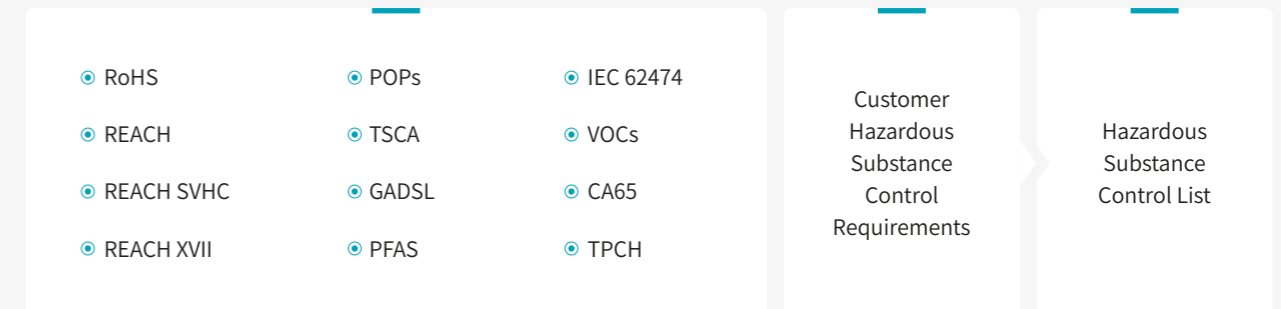 RoHS
REACH
REACH SVHC
REACH XVII
POPs
TSCA
GADSL
PFAS
IEC 62474
VOCs
CA65
TPCH
Customer
Hazardous
Substance
Control
Requirements
Hazardous
Substance
Control List